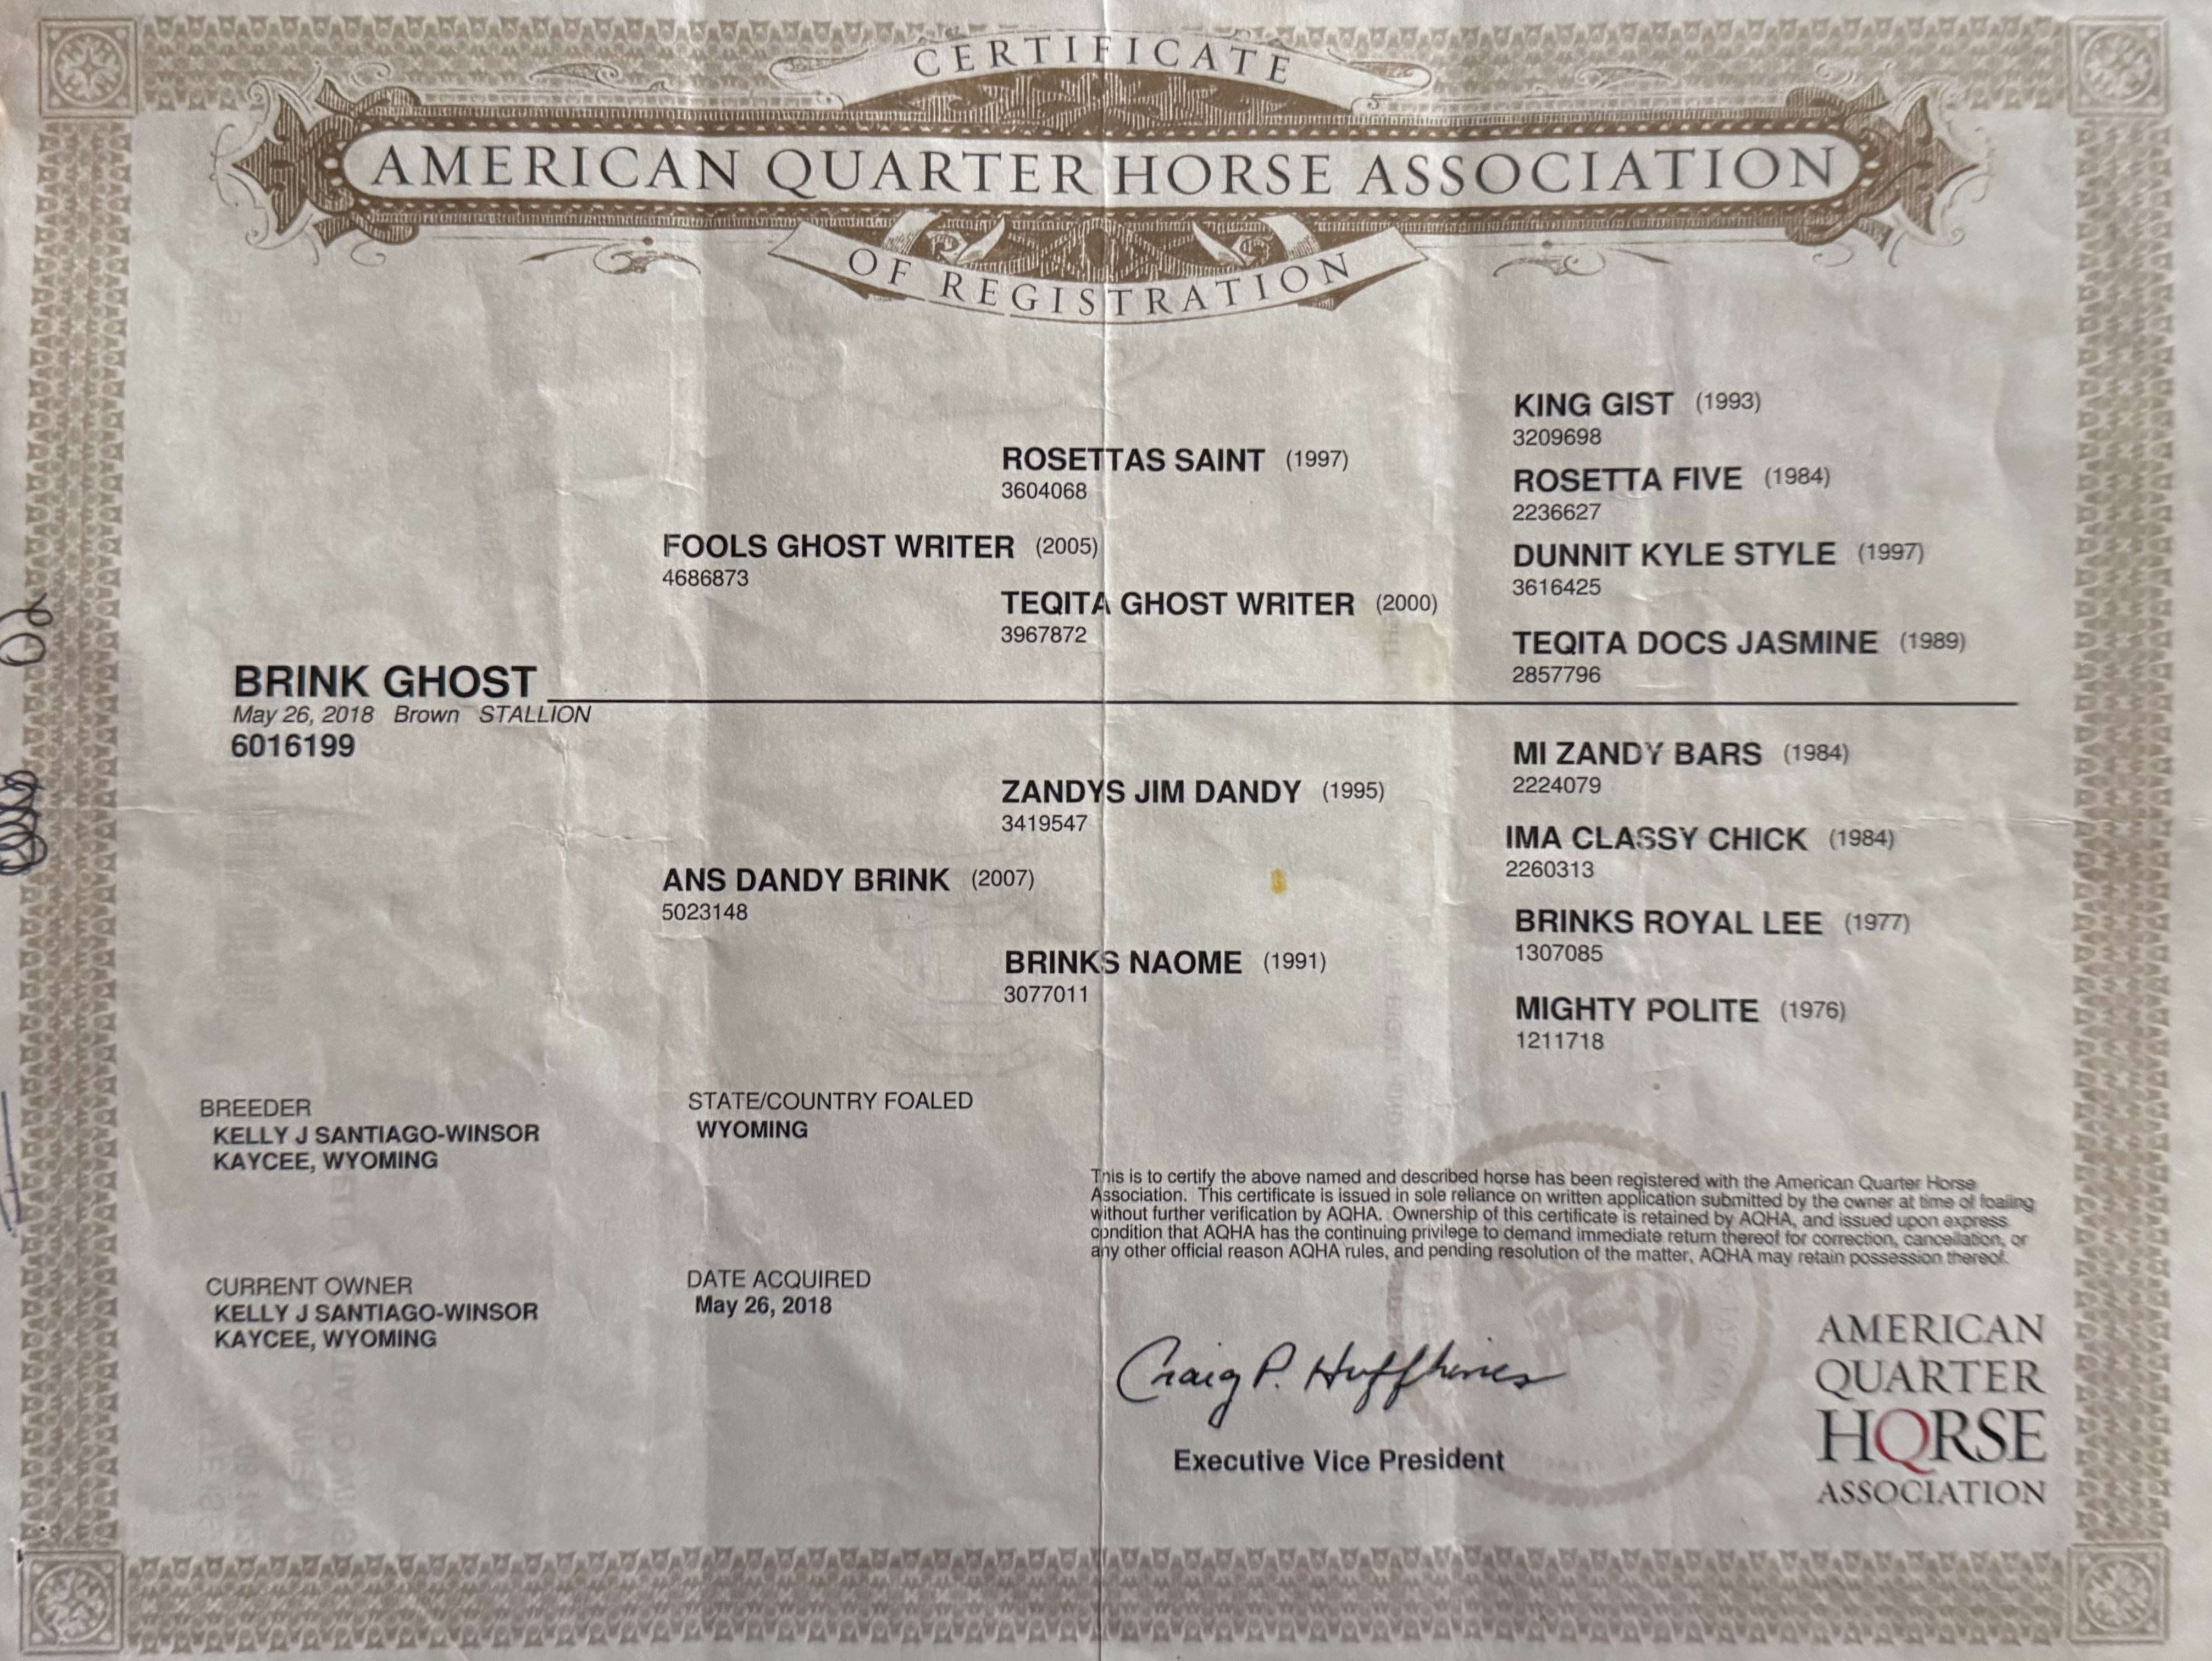 CERTIFICATE
AMERICAN QUARTER HORSE ASSOCIATION
OF REGISTRATION
KING GIST (1993)
3209698
ROSETTAS SAINT (1997)
3604068
ROSETTA FIVE (1984)
2236627
FOOLS GHOST WRITER (2005)
4686873
DUNNIT KYLE STYLE (1997)
3616425
TEQITA GHOST WRITER (2000)
3967872
TEQITA DOCS JASMINE (1989)
2857796
BRINK GHOST
May 26, 2018 Brown STALLION
6016199
MI ZANDY BARS (1984)
2224079
ZANDYS JIM DANDY (1995)
3419547
IMA CLASSY CHICK (1984)
2260313
ANS DANDY BRINK (2007)
5023148
BRINKS ROYAL LEE (1977)
1307085
BRINKS NAOME (1991)
3077011
MIGHTY POLITE (1976)
1211718
BREEDER
KELLY J SANTIAGO-WINSOR
KAYCEE, WYOMING
STATE/COUNTRY FOALED
WYOMING
This is to certify the above named and described horse has been registered with the American Quarter Horse
Association. This certificate is issued in sole reliance on written application submitted by the owner at time of foaling
without further verification by AQHA. Ownership of this certificate is retained by AQHA, and issued upon express
condition that AQHA has the continuing privilege to demand immediate return thereof for correction, cancellation, or
any other official reason AQHA rules, and pending resolution of the matter, AQHA may retain possession thereof.
CURRENT OWNER
KELLY J SANTIAGO-WINSOR
KAYCEE, WYOMING
DATE ACQUIRED
May 26, 2018
Craig P. Huffhines
Executive Vice President
AMERICAN
QUARTER
HORSE
ASSOCIATION